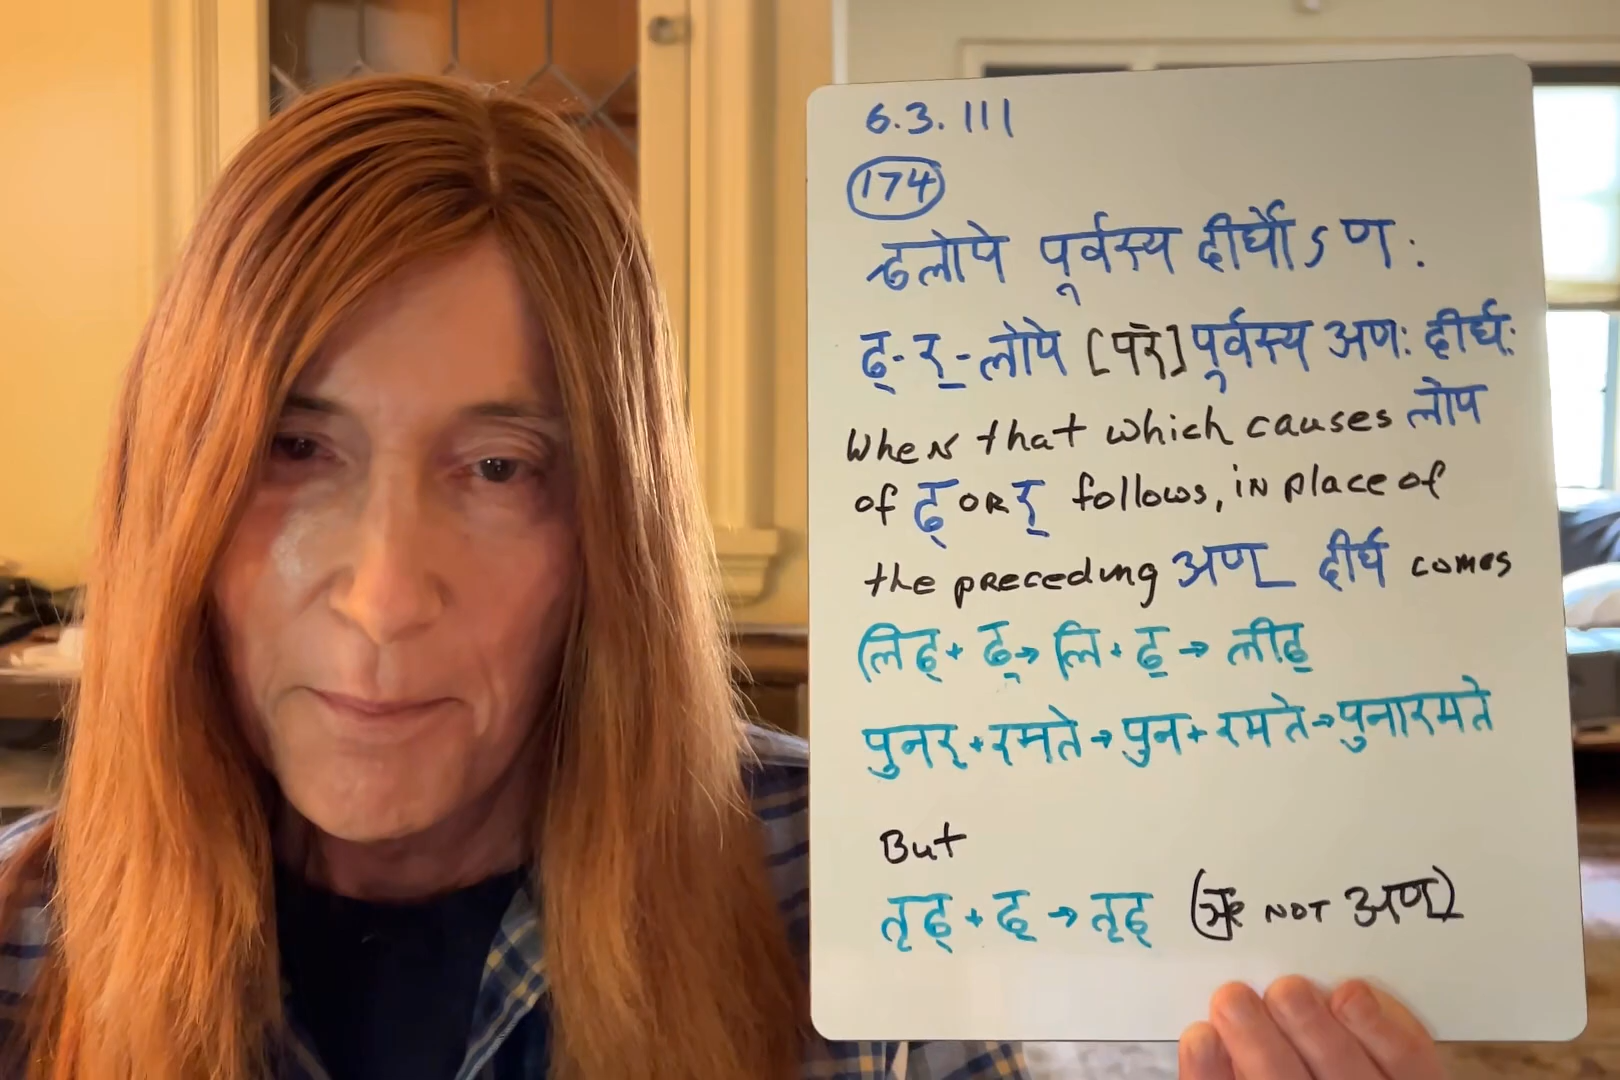 6.3.111
174
ढ्रलोपे पूर्वस्य दीर्घोऽणः
ढ्-र्-लोपे [परे] पूर्वस्य अणः दीर्घः
When that which causes लोप
of ढ् OR र् follows, in place of
the preceding अण् दीर्घ comes
लिढ् + ढ् → लि + ढ् → लीढ्
पुनर् + रमते → पुन + रमते → पुनारमते
But
तृढ् + ढ् → तृढ् (ऋ NOT अण्)